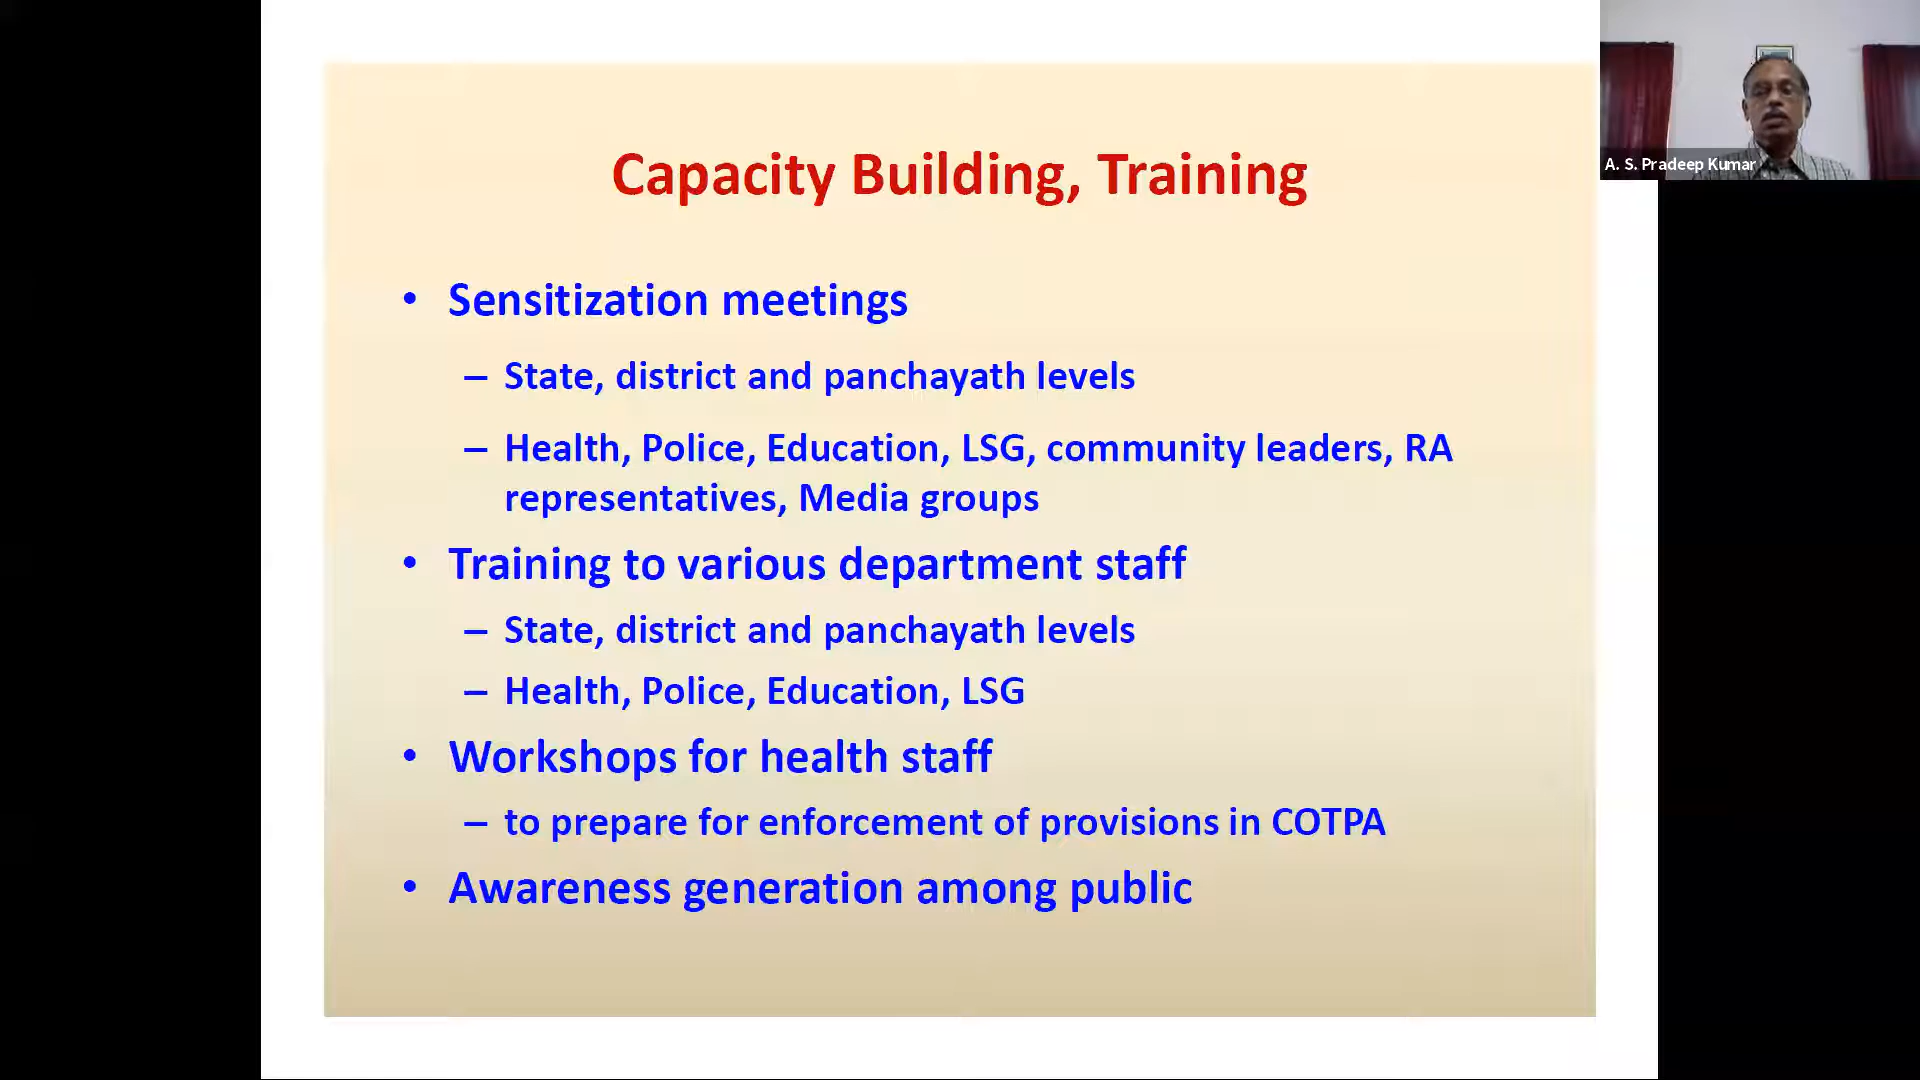 Capacity Building, Training
• Sensitization meetings
– State, district and panchayath levels
– Health, Police, Education, LSG, community leaders, RA
representatives, Media groups
• Training to various department staff
– State, district and panchayath levels
– Health, Police, Education, LSG
• Workshops for health staff
– to prepare for enforcement of provisions in COTPA
• Awareness generation among public
A. S. Pradeep Kumar